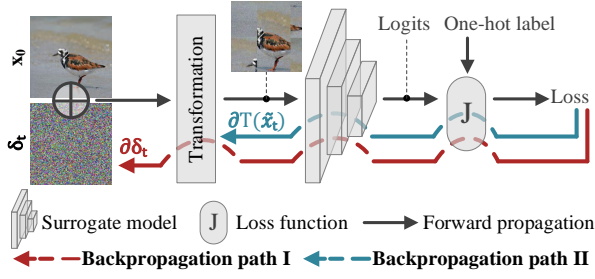 x₀
δₜ
Transformation
Logits
One-hot label
J
Loss
∂T(x̃ₜ)
∂δₜ
Surrogate model
J
Loss function
Forward propagation
Backpropagation path I
Backpropagation path II